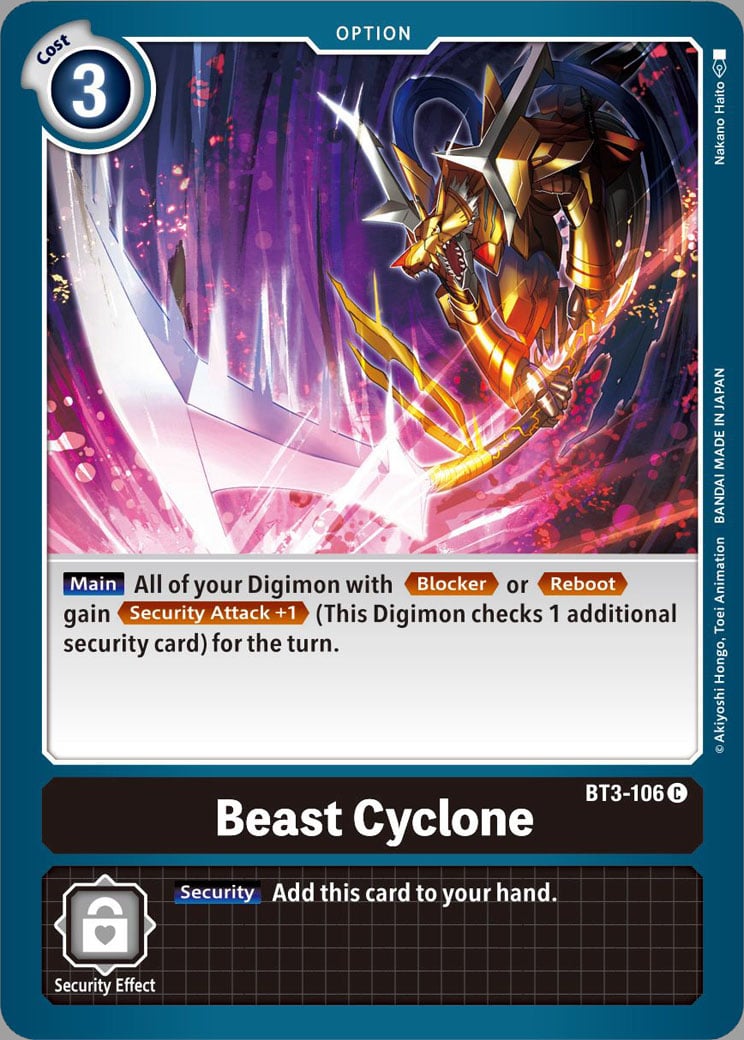 OPTION
Cost
3
Nakano Haito
Main All of your Digimon with Blocker or Reboot
gain Security Attack +1 (This Digimon checks 1 additional
security card) for the turn.
© Akiyoshi Hongo, Toei Animation BANDAI MADE IN JAPAN
BT3-106 C
Beast Cyclone
Security Add this card to your hand.
Security Effect